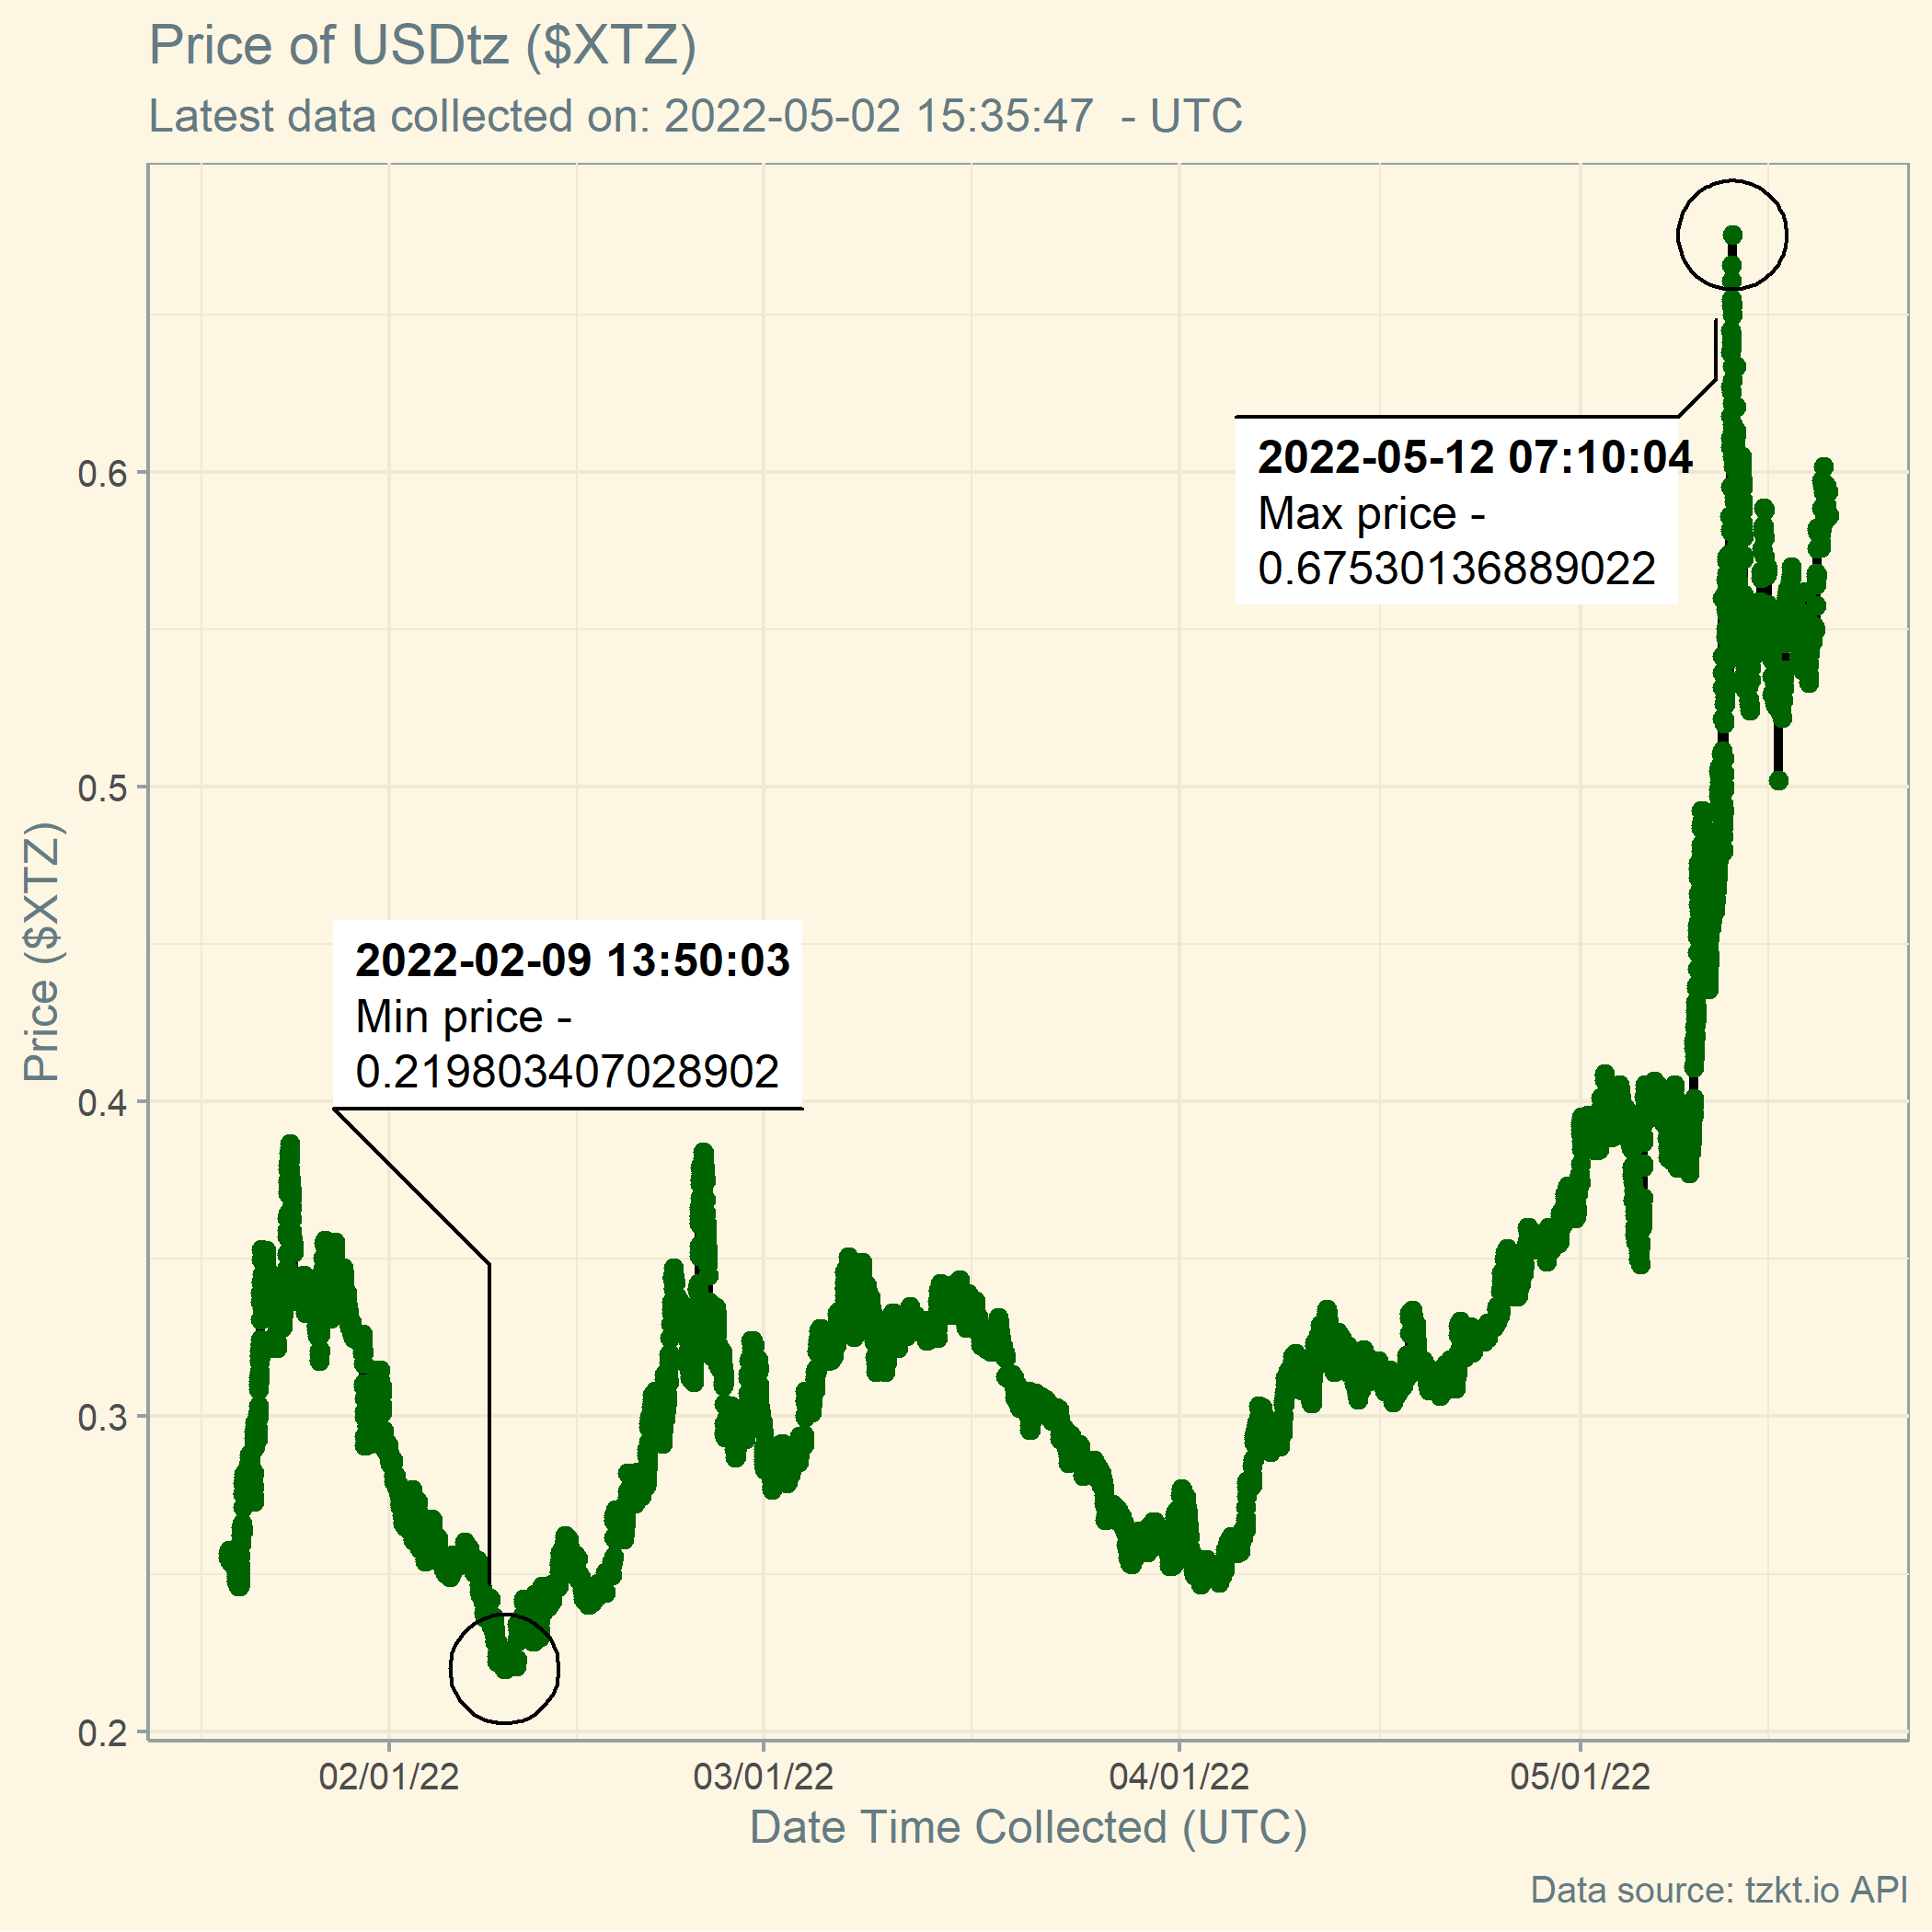 Price of USDtz ($XTZ)
Latest data collected on: 2022-05-02 15:35:47  - UTC
2022-05-12 07:10:04
Max price -
0.67530136889022
2022-02-09 13:50:03
Min price -
0.219803407028902
Price ($XTZ)
0.6
0.5
0.4
0.3
0.2
02/01/22
03/01/22
04/01/22
05/01/22
Date Time Collected (UTC)
Data source: tzkt.io API